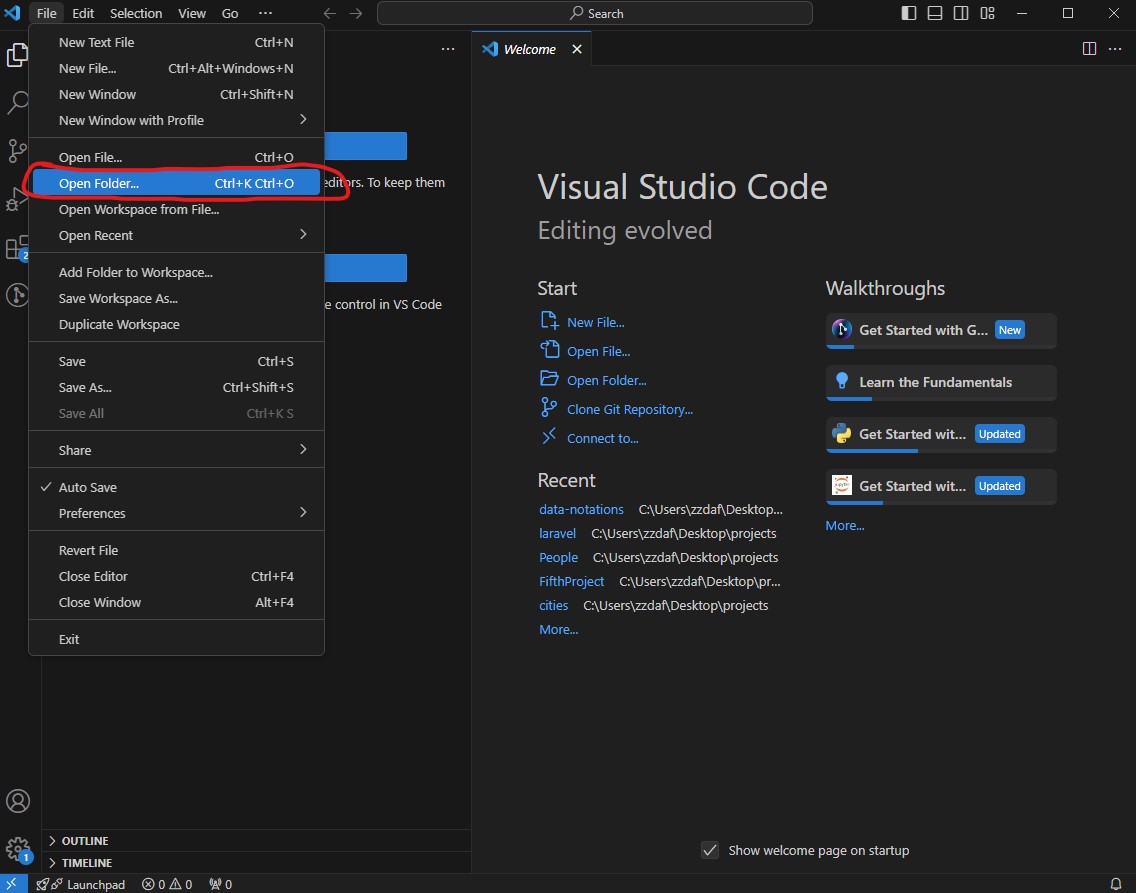 File Edit Selection View Go ··· Search
New Text File Ctrl+N
New File... Ctrl+Alt+Windows+N
New Window Ctrl+Shift+N
New Window with Profile
Open File... Ctrl+O
Open Folder... Ctrl+K Ctrl+O
Open Workspace from File...
Open Recent
Add Folder to Workspace...
Save Workspace As...
Duplicate Workspace
Save Ctrl+S
Save As... Ctrl+Shift+S
Save All Ctrl+K S
Share
Auto Save
Preferences
Revert File
Close Editor Ctrl+F4
Close Window Alt+F4
Exit
editors. To keep them
e control in VS Code
2
1
OUTLINE
TIMELINE
Welcome
Visual Studio Code
Editing evolved
Start
New File...
Open File...
Open Folder...
Clone Git Repository...
Connect to...
Recent
data-notations C:\Users\zzdaf\Desktop...
laravel C:\Users\zzdaf\Desktop\projects
People C:\Users\zzdaf\Desktop\projects
FifthProject C:\Users\zzdaf\Desktop\pr...
cities C:\Users\zzdaf\Desktop\projects
More...
Walkthroughs
Get Started with G... New
Learn the Fundamentals
Get Started wit... Updated
jupyter Get Started wit... Updated
More...
Show welcome page on startup
Launchpad 0 0 0